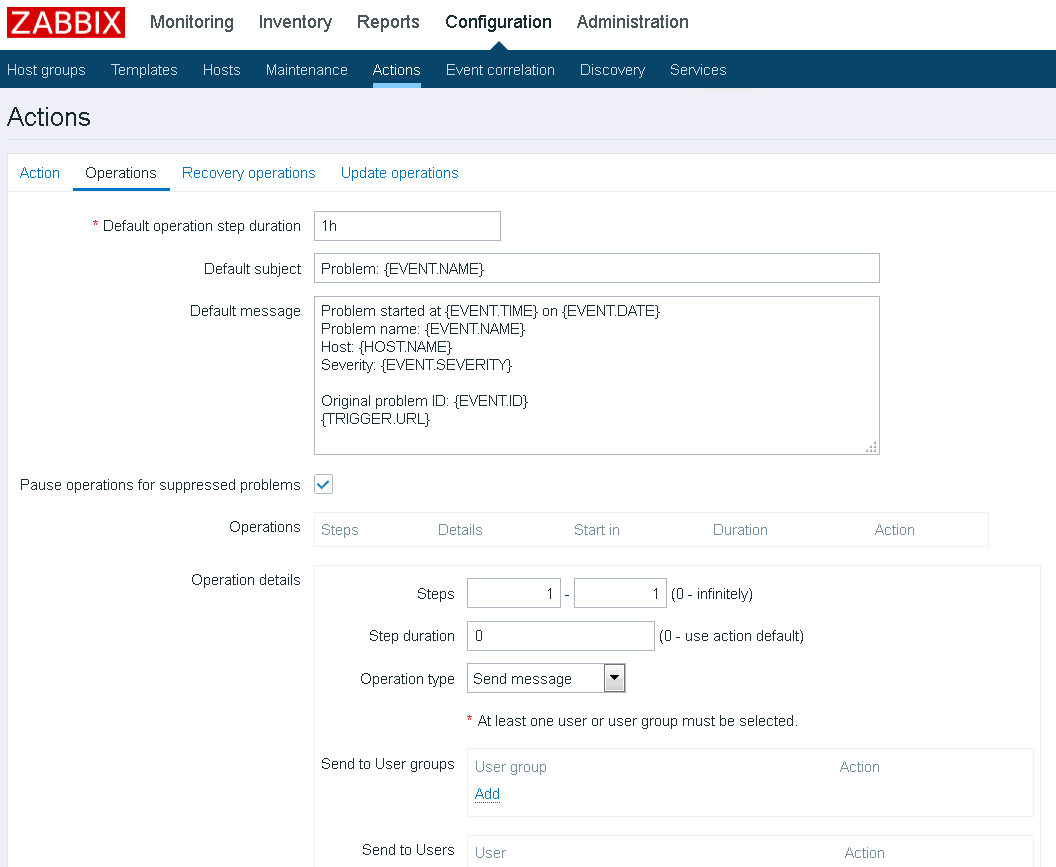 ZABBIX Monitoring Inventory Reports Configuration Administration
Host groups Templates Hosts Maintenance Actions Event correlation Discovery Services
Actions
Action Operations Recovery operations Update operations
* Default operation step duration 1h
Default subject Problem: {EVENT.NAME}
Default message Problem started at {EVENT.TIME} on {EVENT.DATE}
Problem name: {EVENT.NAME}
Host: {HOST.NAME}
Severity: {EVENT.SEVERITY}
Original problem ID: {EVENT.ID}
{TRIGGER.URL}
Pause operations for suppressed problems
Operations Steps Details Start in Duration Action
Operation details
Steps 1 - 1 (0 - infinitely)
Step duration 0 (0 - use action default)
Operation type Send message
* At least one user or user group must be selected.
Send to User groups User group Action
Add
Send to Users User Action